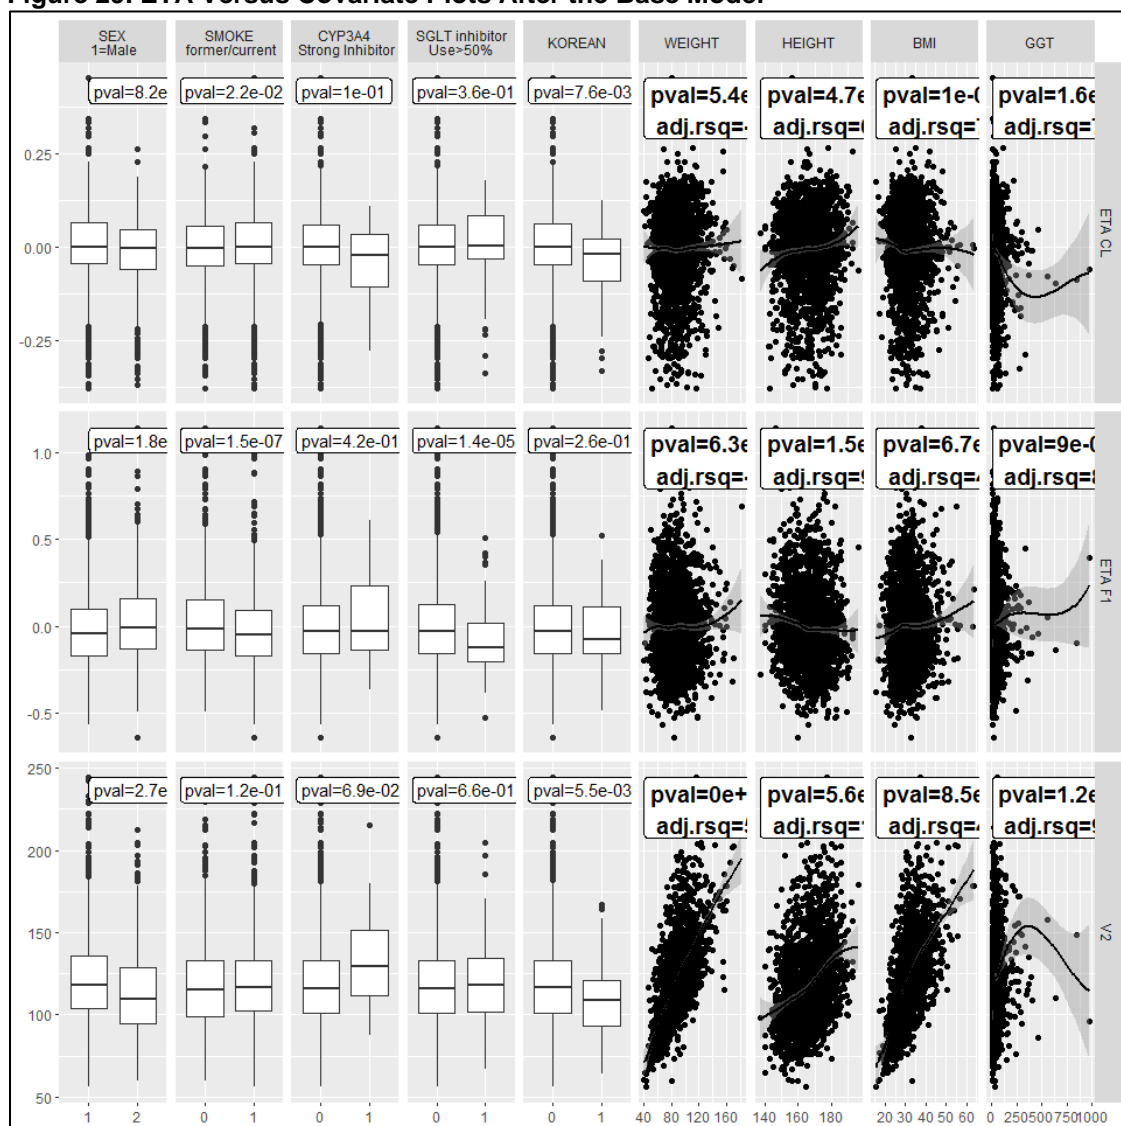 Figure 25. ETA Versus Covariate Plots After the Base Model
SEX
1=Male
SMOKE
former/current
CYP3A4
Strong Inhibitor
SGLT inhibitor
Use>50%
KOREAN
WEIGHT
HEIGHT
BMI
GGT
pval=8.2e
pval=2.2e-02
pval=1e-01
pval=3.6e-01
pval=7.6e-03
pval=5.4e
adj.rsq=-
pval=4.7e
adj.rsq=
pval=1e-0
adj.rsq=
pval=1.6e
adj.rsq=
0.25
0.00
-0.25
ETA CL
pval=1.8e
pval=1.5e-07
pval=4.2e-01
pval=1.4e-05
pval=2.6e-01
pval=6.3e
adj.rsq=-
pval=1.5e
adj.rsq=
pval=6.7e
adj.rsq=
pval=9e-0
adj.rsq=
1.0
0.5
0.0
-0.5
ETA F1
pval=2.7e
pval=1.2e-01
pval=6.9e-02
pval=6.6e-01
pval=5.5e-03
pval=0e+
adj.rsq=
pval=5.6e
adj.rsq=
pval=8.5e
adj.rsq=
pval=1.2e
adj.rsq=
250
200
150
100
50
V2
1 2 0 1 0 1 0 1 0 1 40 80 120 160 140 160 180 20 30 40 50 60 0 250 500 750 1000